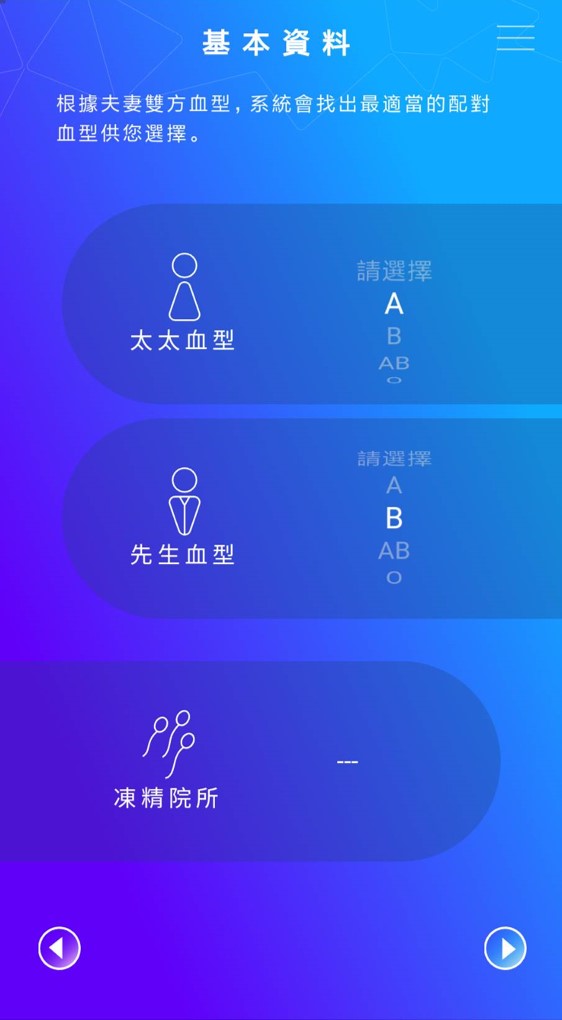 基本資料
根據夫妻雙方血型，系統會找出最適當的配對
血型供您選擇。
請選擇
A
B
AB
O
太太血型
請選擇
A
B
AB
O
先生血型
凍精院所
---